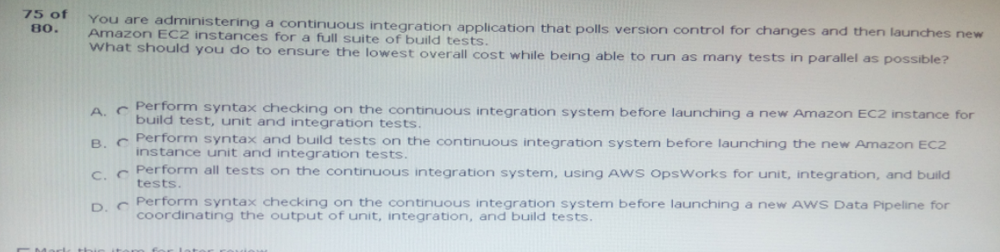 75 of
80.
You are administering a continuous integration application that polls version control for changes and then launches new
Amazon EC2 instances for a full suite of build tests.
What should you do to ensure the lowest overall cost while being able to run as many tests in parallel as possible?
A. Perform syntax checking on the continuous integration system before launching a new Amazon EC2 instance for
build test, unit and integration tests.
B. Perform syntax and build tests on the continuous integration system before launching the new Amazon EC2
instance unit and integration tests.
C. Perform all tests on the continuous integration system, using AWS OpsWorks for unit, integration, and build
tests.
D. Perform syntax checking on the continuous integration system before launching a new AWS Data Pipeline for
coordinating the output of unit, integration, and build tests.
Mark this item for later review